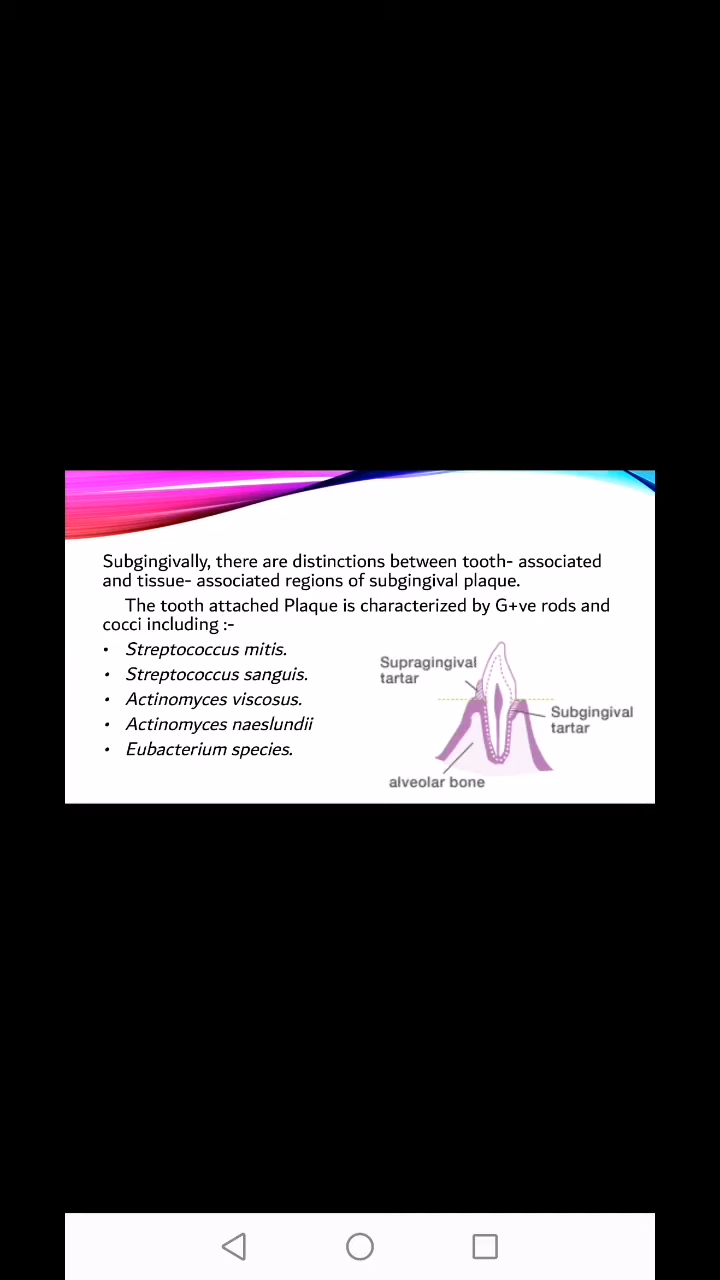 Subgingivally, there are distinctions between tooth- associated
and tissue- associated regions of subgingival plaque.
The tooth attached Plaque is characterized by G+ve rods and
cocci including :-
• Streptococcus mitis.
• Streptococcus sanguis.
• Actinomyces viscosus.
• Actinomyces naeslundii
• Eubacterium species.
Supragingival
tartar
Subgingival
tartar
alveolar bone